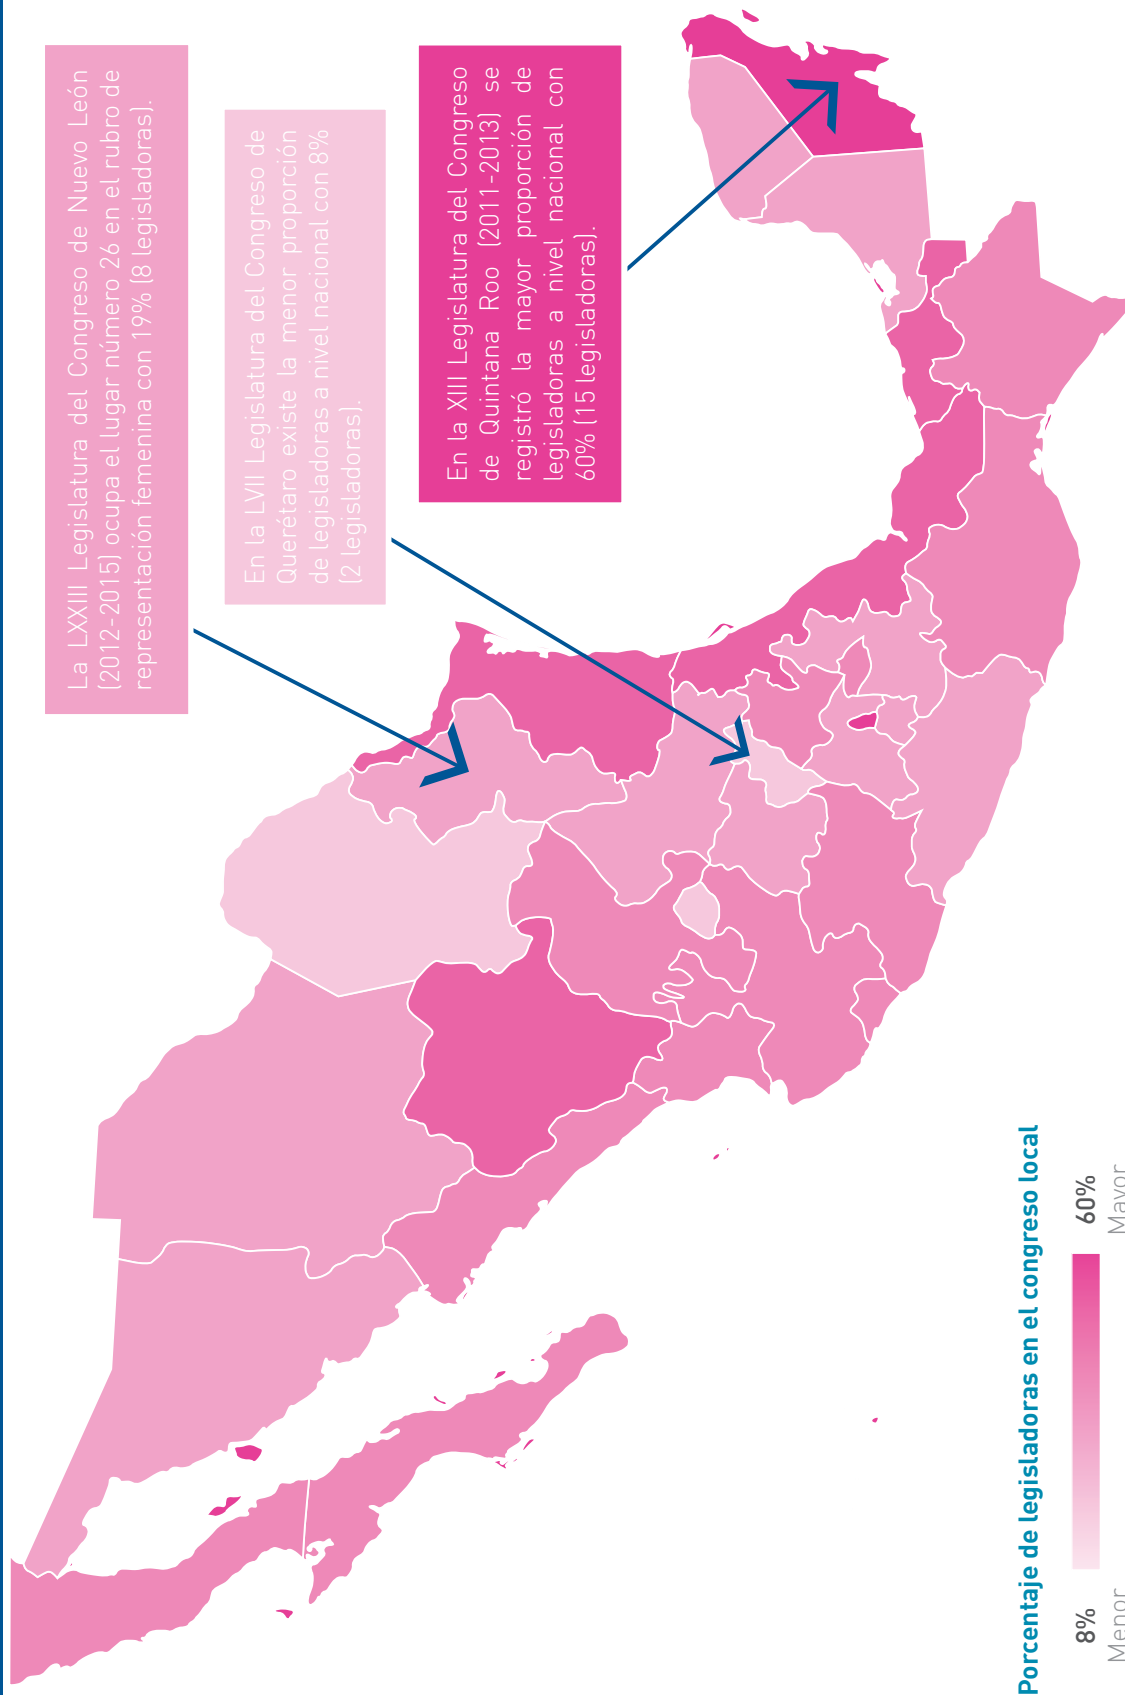 La LXXIII Legislatura del Congreso de Nuevo León
(2012-2015) ocupa el lugar número 26 en el rubro de
representación femenina con 19% (8 legisladoras).
En la LVII Legislatura del Congreso de
Querétaro existe la menor proporción
de legisladoras a nivel nacional con 8%
(2 legisladoras).
En la XIII Legislatura del Congreso
de Quintana Roo (2011-2013) se
registró la mayor proporción de
legisladoras a nivel nacional con
60% (15 legisladoras).
Porcentaje de legisladoras en el congreso local
8%
60%
Menor
Mayor